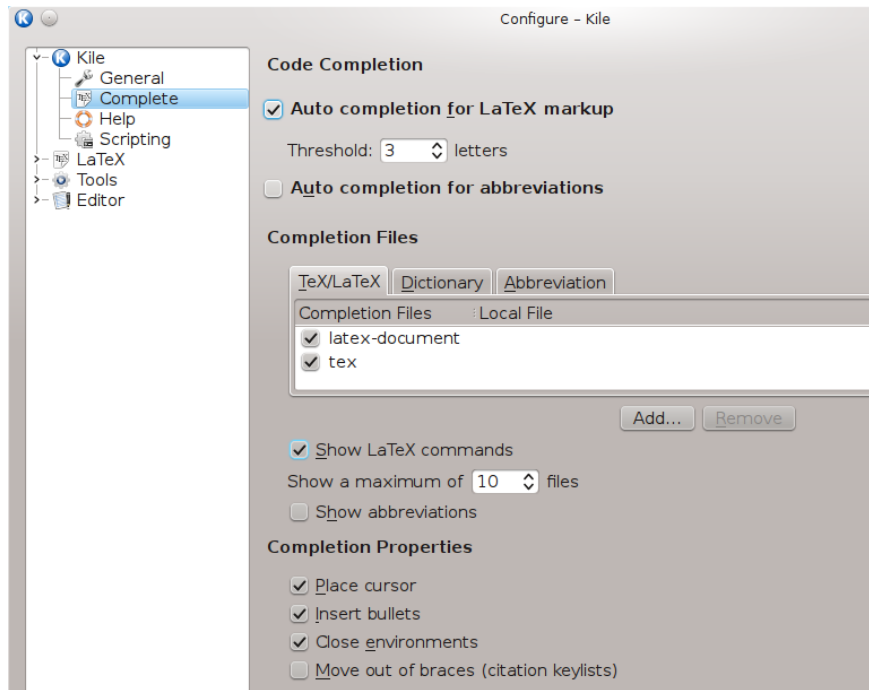 Configure – Kile
Kile
General
Complete
Help
Scripting
LaTeX
Tools
Editor
Code Completion
Auto completion for LaTeX markup
Threshold: 3 letters
Auto completion for abbreviations
Completion Files
TeX/LaTeX Dictionary Abbreviation
Completion Files Local File
latex-document
tex
Add... Remove
Show LaTeX commands
Show a maximum of 10 files
Show abbreviations
Completion Properties
Place cursor
Insert bullets
Close environments
Move out of braces (citation keylists)